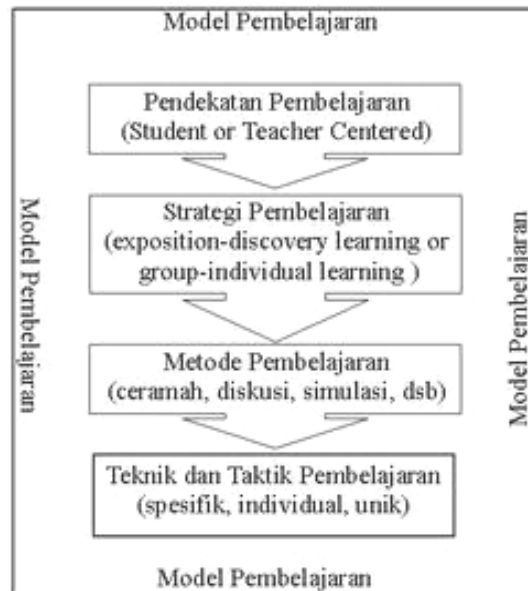 Model Pembelajaran
Pendekatan Pembelajaran
(Student or Teacher Centered)
Strategi Pembelajaran
(exposition-discovery learning or
group-individual learning )
Metode Pembelajaran
(ceramah, diskusi, simulasi, dsb)
Teknik dan Taktik Pembelajaran
(spesifik, individual, unik)
Model Pembelajaran
Model Pembelajaran
Model Pembelajaran